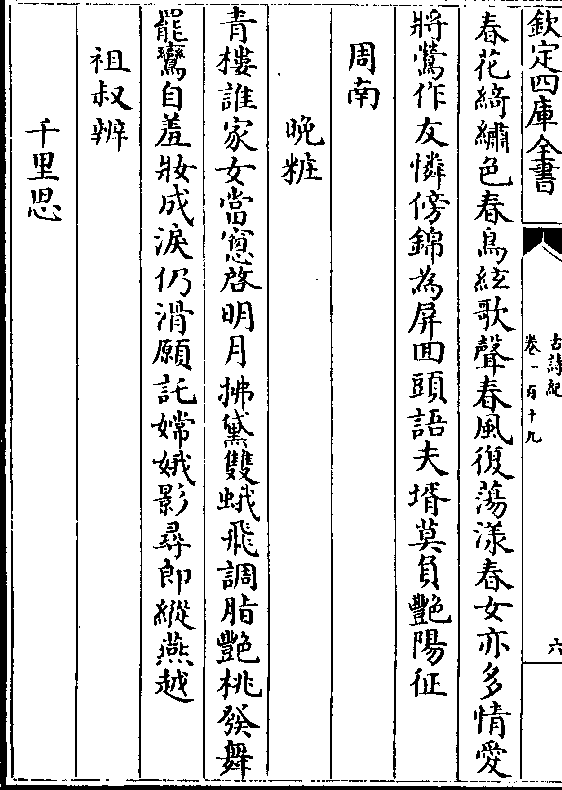 欽定四庫全書
古詩紀
卷一百十九
六
春花綺繡色春鳥絃歌聲春風復蕩漾春女亦多情愛
將鶯作友憐傍錦為屏回頭語夫壻莫負艷陽征
周南
晚粧
青樓誰家女當窓啓明月拂黛雙蛾飛調脂艷桃發舞
罷鸞自羞妝成淚仍滑願託嫦娥影尋郎縱燕越
祖叔辨
千里思